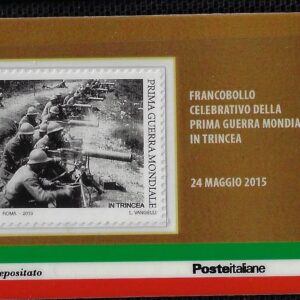 PRIMA GUERRA MONDIALE
IN TRINCEA
ROMA - 2015
L. VANGELLI
FRANCOBOLLO
CELEBRATIVO DELLA
PRIMA GUERRA MONDIA
IN TRINCEA
24 MAGGIO 2015
epositato
Posteitaliane